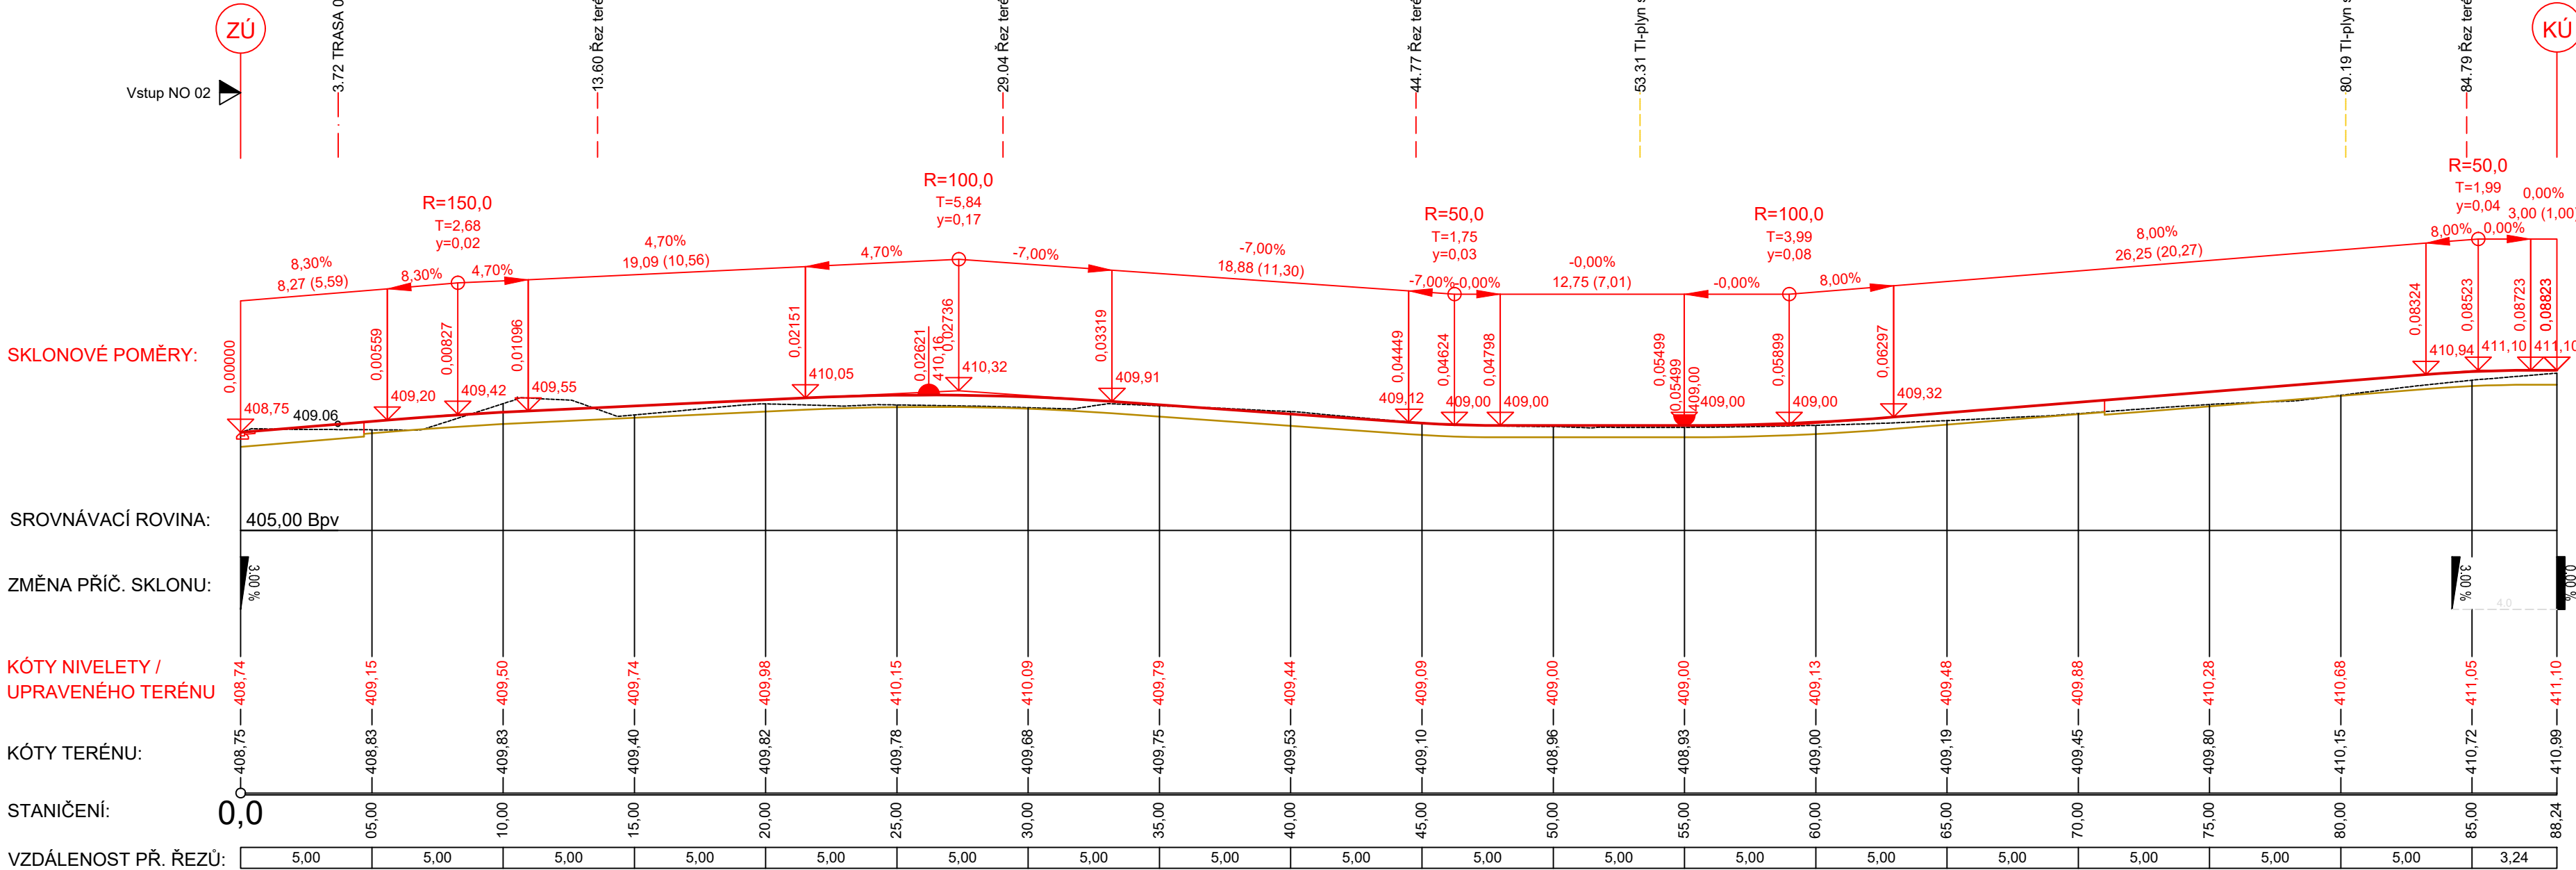 ZÚ
KÚ
Vstup NO 02
3.72 TRASA 0
13.60 Řez teré
29.04 Řez teré
44.77 Řez teré
53.31 TI-plyn s
80.19 TI-plyn s
84.79 Řez teré
R=150,0
T=2,68
y=0,02
R=100,0
T=5,84
y=0,17
R=50,0
T=1,75
y=0,03
R=100,0
T=3,99
y=0,08
R=50,0
T=1,99
y=0,04
8,30%
8,27 (5,59)
8,30%
4,70%
4,70%
19,09 (10,56)
4,70%
-7,00%
-7,00%
18,88 (11,30)
-7,00%
-0,00%
-0,00%
12,75 (7,01)
-0,00%
8,00%
8,00%
26,25 (20,27)
8,00%
0,00%
0,00%
3,00 (1,00)
SKLONOVÉ POMĚRY:
0,00000
0,00559
0,00827
0,01096
0,02151
0,02621
410,16
0,02736
0,03319
0,04449
0,04624
0,04798
0,05499
0,05499
409,00
0,05899
0,06297
0,08324
0,08523
0,08723
0,08823
408,75
409.06
409,20
409,42
409,55
410,05
410,32
409,91
409,12
409,00
409,00
409,00
409,00
409,32
410,94
411,10
411,10
SROVNÁVACÍ ROVINA: 405,00 Bpv
ZMĚNA PŘÍČ. SKLONU: 3.00 % 3.00 % 4,0 0.00 %
KÓTY NIVELETY /
UPRAVENÉHO TERÉNU
408,74 409,15 409,50 409,74 409,98 410,15 410,09 409,79 409,44 409,09 409,00 409,00 409,13 409,48 409,88 410,28 410,68 411,05 411,10
KÓTY TERÉNU: 408,75 408,83 409,83 409,40 409,82 409,78 409,68 409,75 409,53 409,10 408,96 408,93 409,00 409,19 409,45 409,80 410,15 410,72 410,99
STANIČENÍ: 0,0 05,00 10,00 15,00 20,00 25,00 30,00 35,00 40,00 45,00 50,00 55,00 60,00 65,00 70,00 75,00 80,00 85,00 88,24
VZDÁLENOST PŘ. ŘEZŮ: 5,00 5,00 5,00 5,00 5,00 5,00 5,00 5,00 5,00 5,00 5,00 5,00 5,00 5,00 5,00 5,00 5,00 3,24